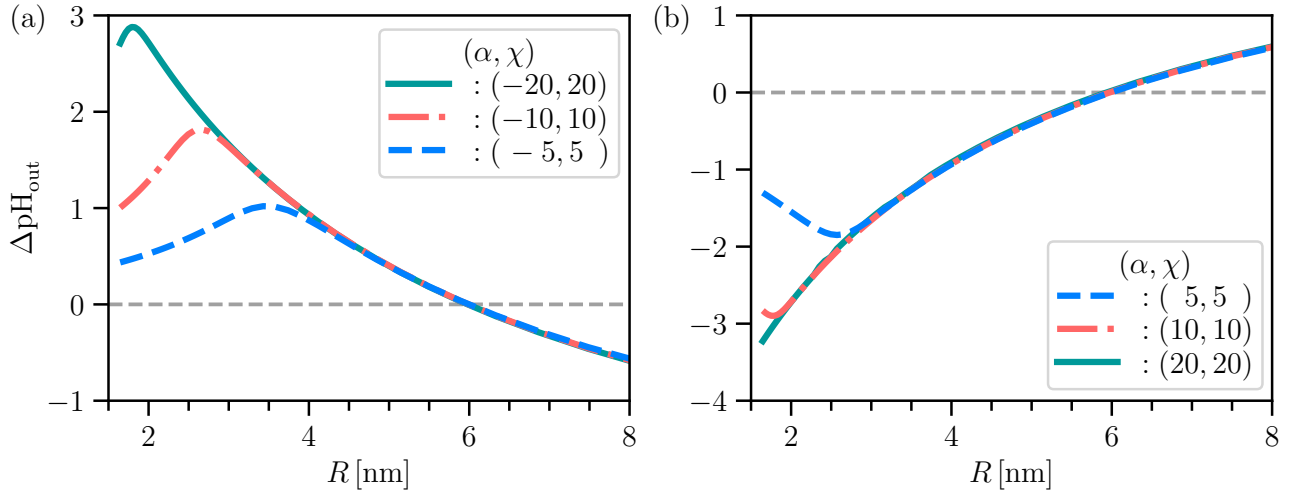 (a)
3
2
1
0
−1
ΔpH_out
(α, χ)
: (−20, 20)
: (−10, 10)
: ( − 5, 5 )
2 4 6 8
R [nm]
(b)
0
−1
−2
−3
−4
(α, χ)
: ( 5, 5 )
: (10, 10)
: (20, 20)
2 4 6 8
R [nm]